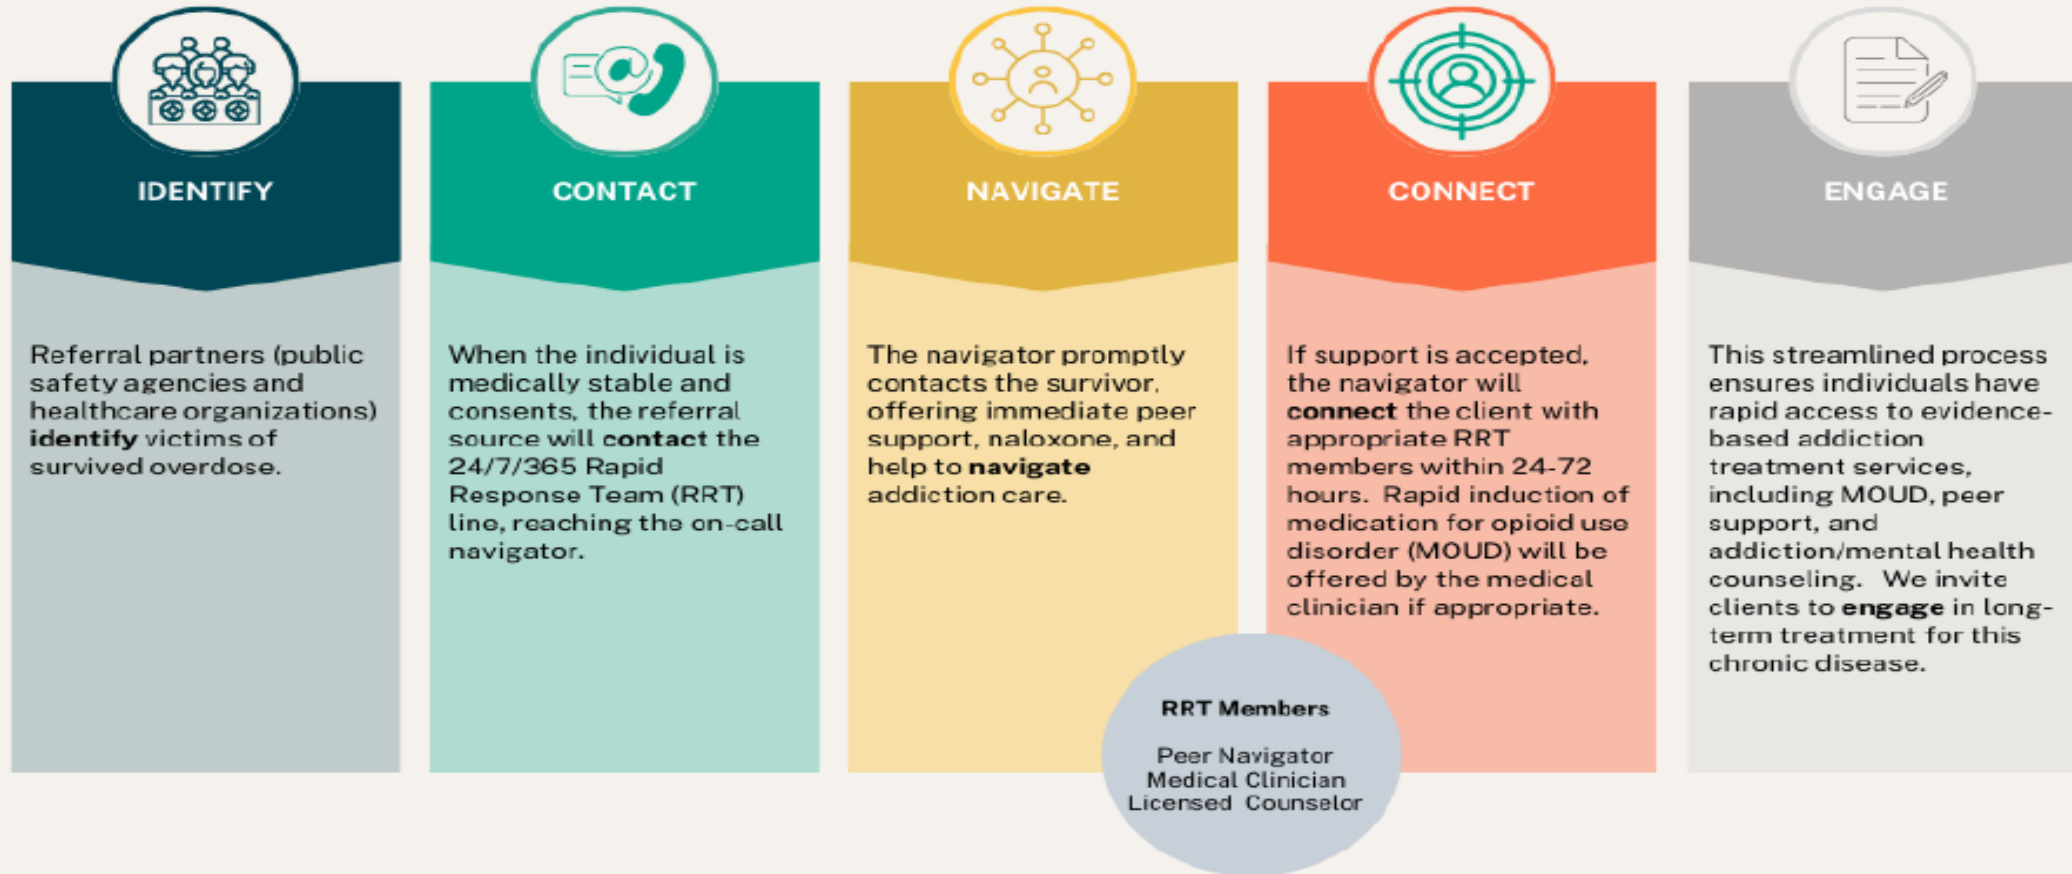 IDENTIFY
Referral partners (public
safety agencies and
healthcare organizations)
identify victims of
survived overdose.
CONTACT
When the individual is
medically stable and
consents, the referral
source will contact the
24/7/365 Rapid
Response Team (RRT)
line, reaching the on-call
navigator.
NAVIGATE
The navigator promptly
contacts the survivor,
offering immediate peer
support, naloxone, and
help to navigate
addiction care.
CONNECT
If support is accepted,
the navigator will
connect the client with
appropriate RRT
members within 24-72
hours. Rapid induction of
medication for opioid use
disorder (MOUD) will be
offered by the medical
clinician if appropriate.
RRT Members
Peer Navigator
Medical Clinician
Licensed Counselor
ENGAGE
This streamlined process
ensures individuals have
rapid access to evidence-
based addiction
treatment services,
including MOUD, peer
support, and
addiction/mental health
counseling. We invite
clients to engage in long-
term treatment for this
chronic disease.